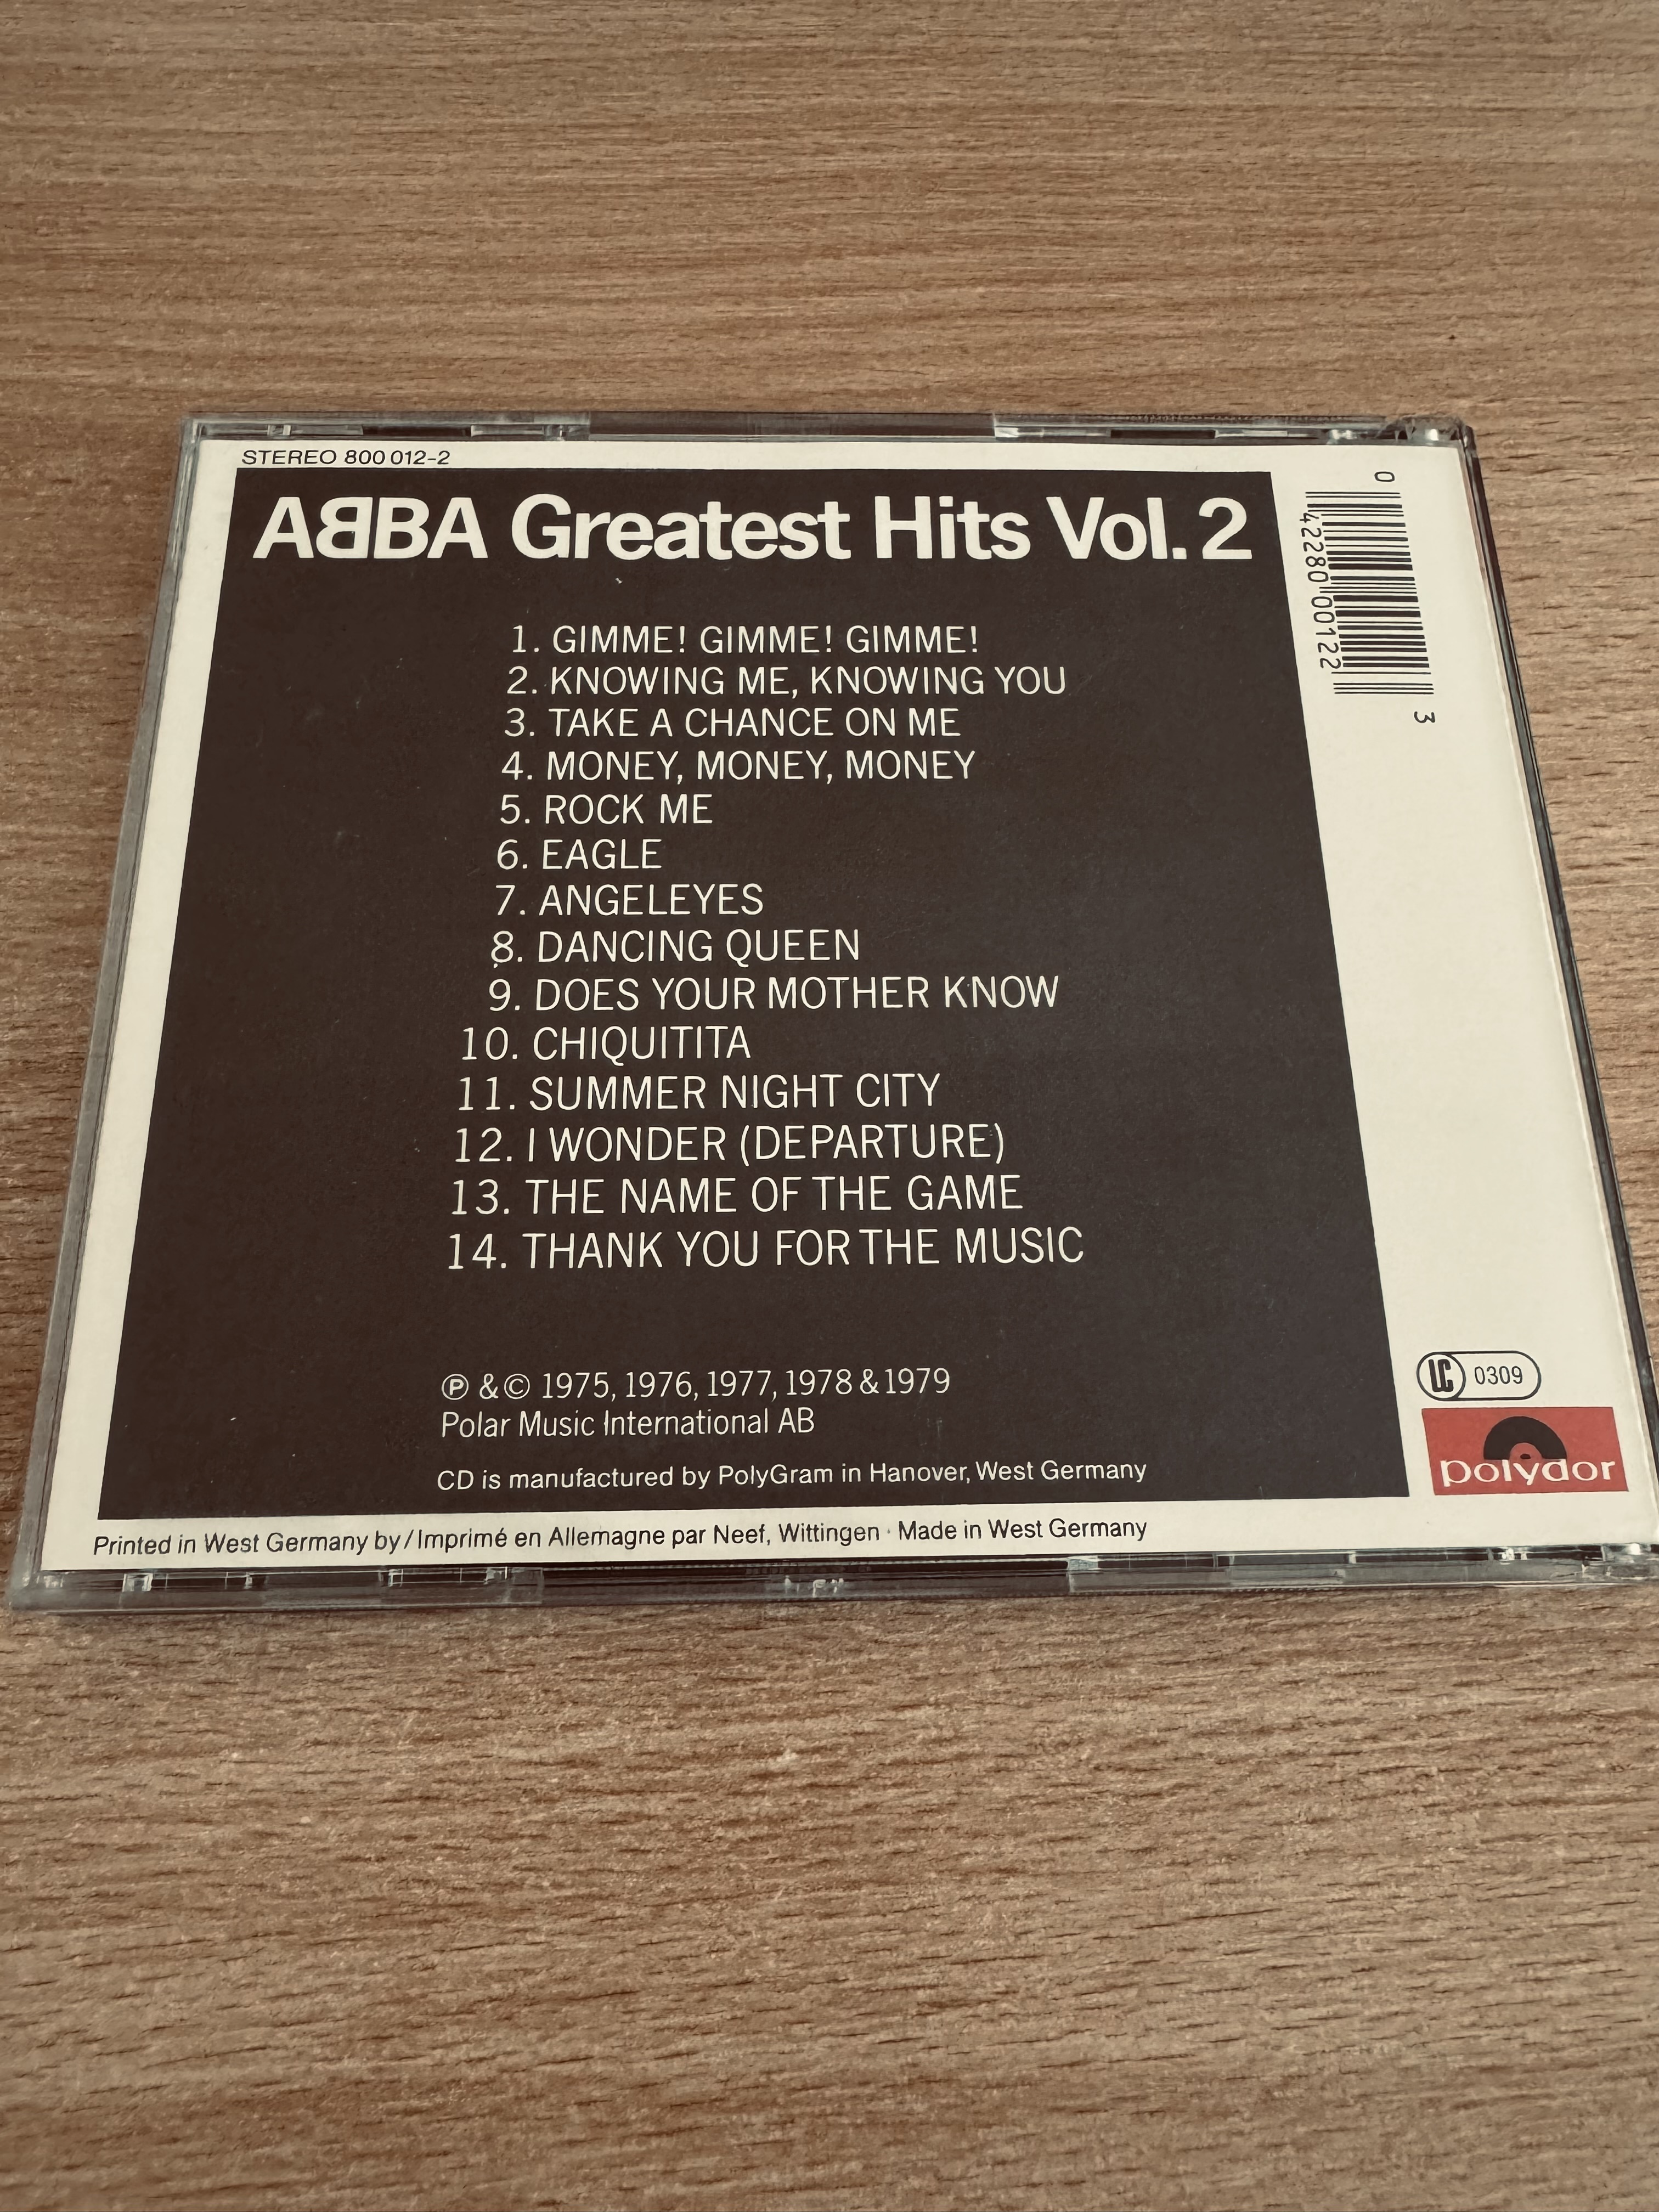 STEREO 800 012-2
ABBA Greatest Hits Vol. 2
1. GIMME! GIMME! GIMME!
2. KNOWING ME, KNOWING YOU
3. TAKE A CHANCE ON ME
4. MONEY, MONEY, MONEY
5. ROCK ME
6. EAGLE
7. ANGELEYES
8. DANCING QUEEN
9. DOES YOUR MOTHER KNOW
10. CHIQUITITA
11. SUMMER NIGHT CITY
12. I WONDER (DEPARTURE)
13. THE NAME OF THE GAME
14. THANK YOU FOR THE MUSIC
℗ & © 1975, 1976, 1977, 1978 & 1979
Polar Music International AB
CD is manufactured by PolyGram in Hanover, West Germany
Printed in West Germany by / Imprimé en Allemagne par Neef, Wittingen · Made in West Germany
0 42280 00122 3
LC 0309
polydor